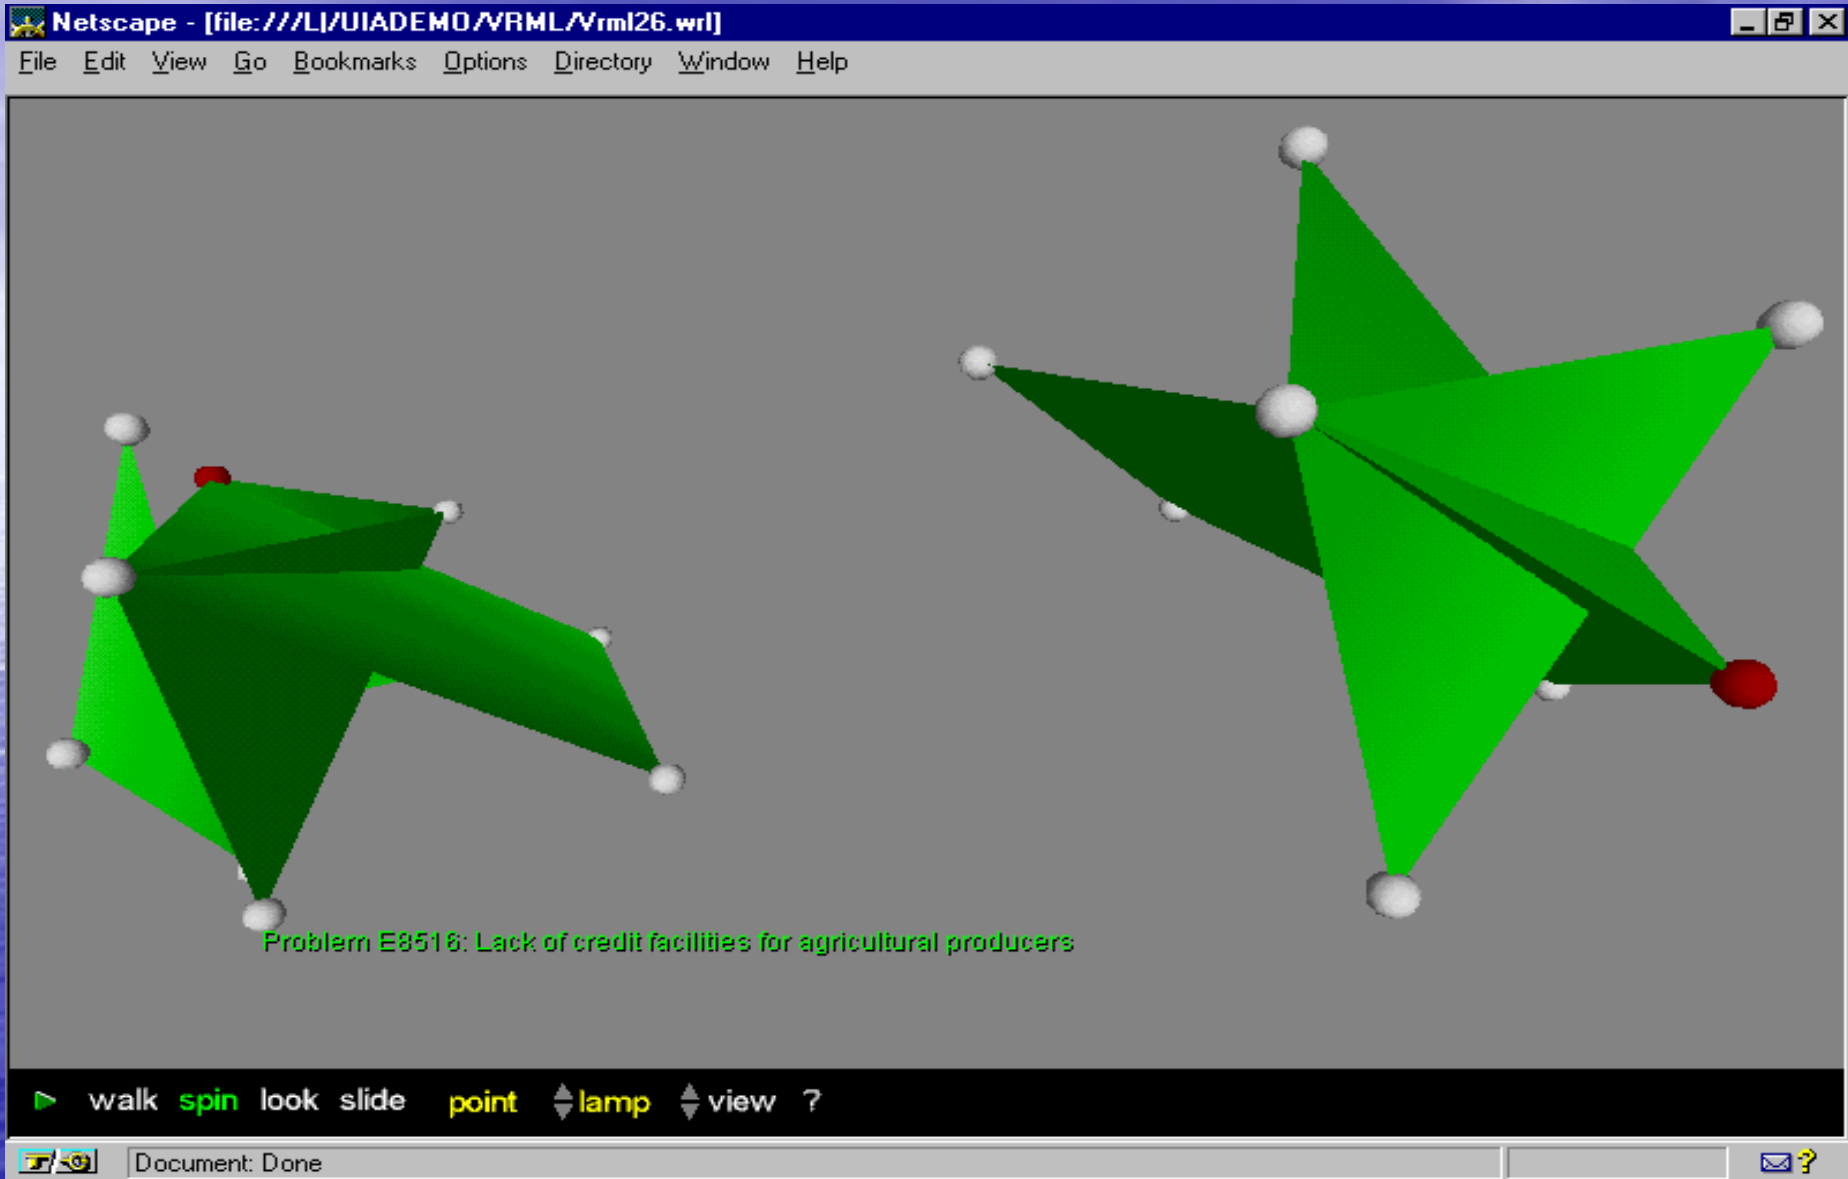 Netscape - [file:///L|/UIADEMO/VRML/Vrml26.wrl]
File Edit View Go Bookmarks Options Directory Window Help
Problem E8516: Lack of credit facilities for agricultural producers
walk spin look slide point lamp view ?
Document: Done